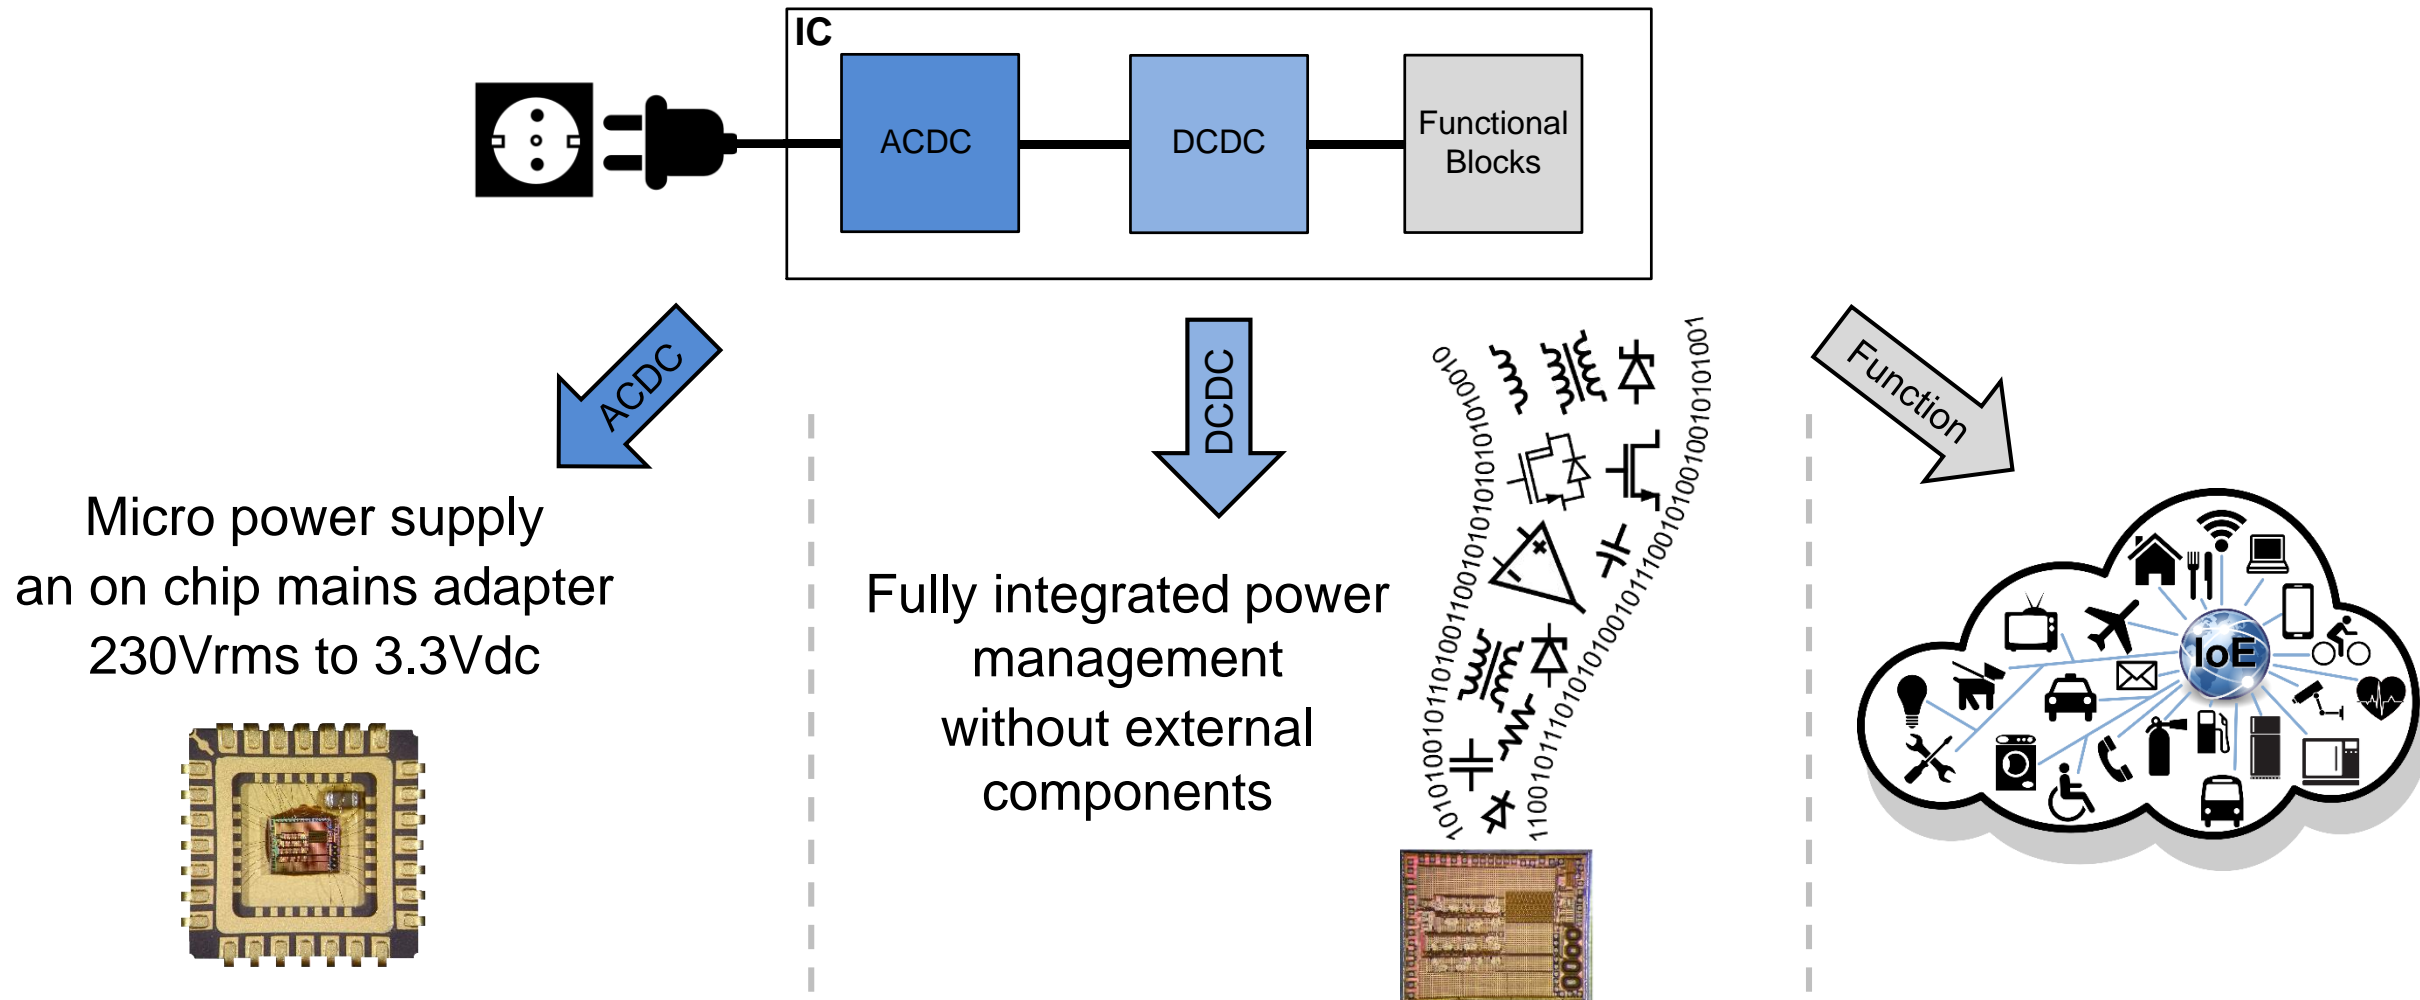 IC
ACDC
DCDC
Functional
Blocks
ACDC
DCDC
Function
Micro power supply
an on chip mains adapter
230Vrms to 3.3Vdc
Fully integrated power
management
without external
components
IoE